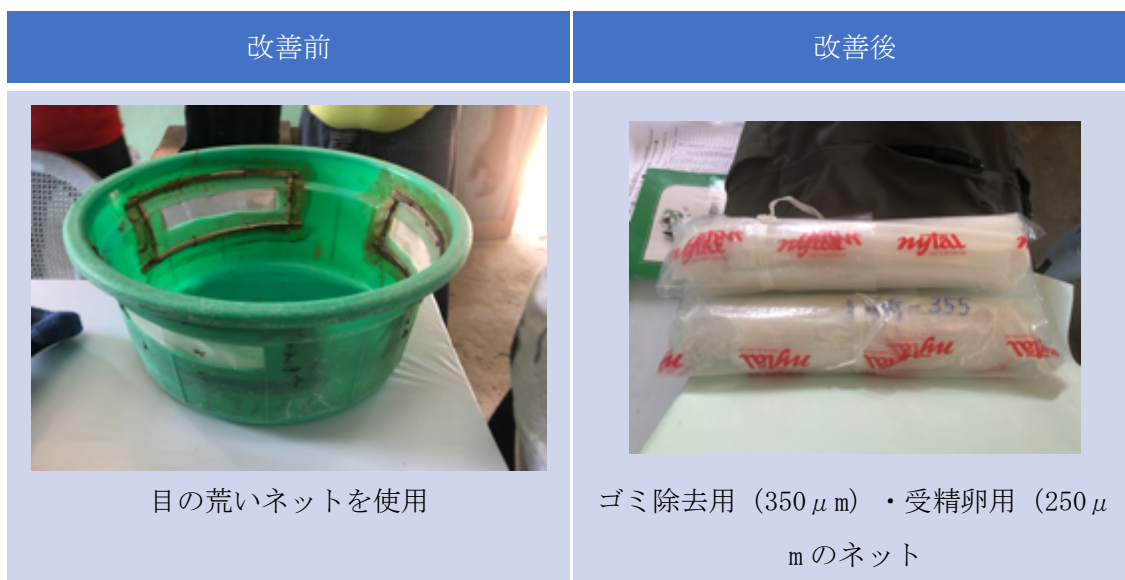 改善前
改善後
nytal
nytal
-355
nytal
nytal
nytal
目の荒いネットを使用
ゴミ除去用（350μm）・受精卵用（250μ
mのネット